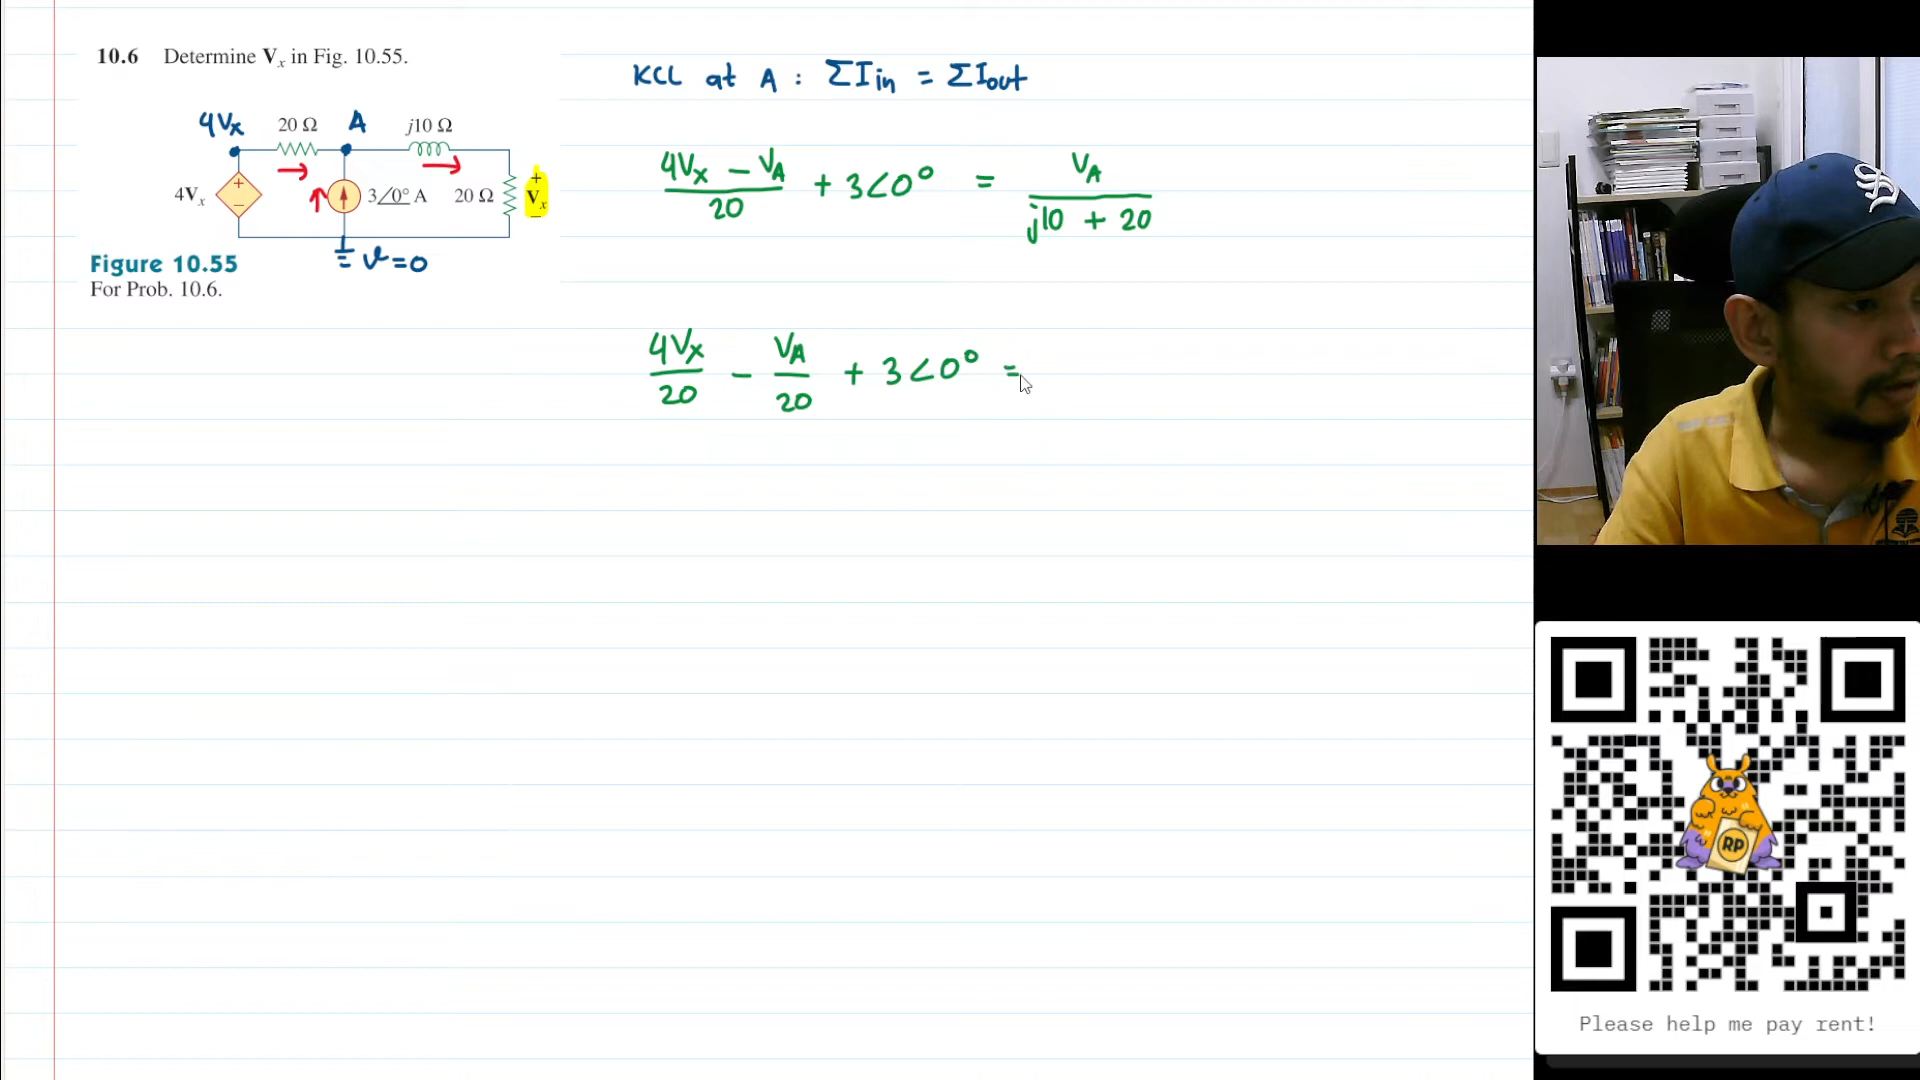 10.6 Determine Vx in Fig. 10.55.
KCL at A : ΣIin = ΣIout
4Vx 20 Ω A j10 Ω
4Vx + − 3∠0° A 20 Ω + Vx −
v = 0
Figure 10.55
For Prob. 10.6.
(4Vx − VA)/20 + 3∠0° = VA/(j10 + 20)
4Vx/20 − VA/20 + 3∠0° =
RP
Please help me pay rent!